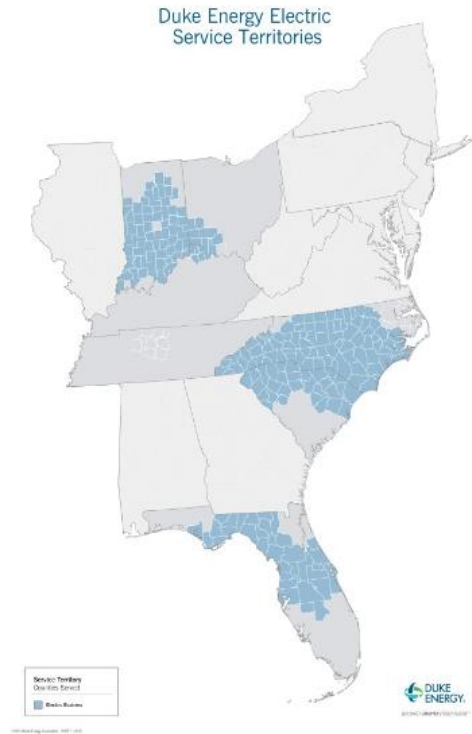 Duke Energy Electric
Service Territories
Service Territory
Counties Served
Electric Business
DUKE
ENERGY.